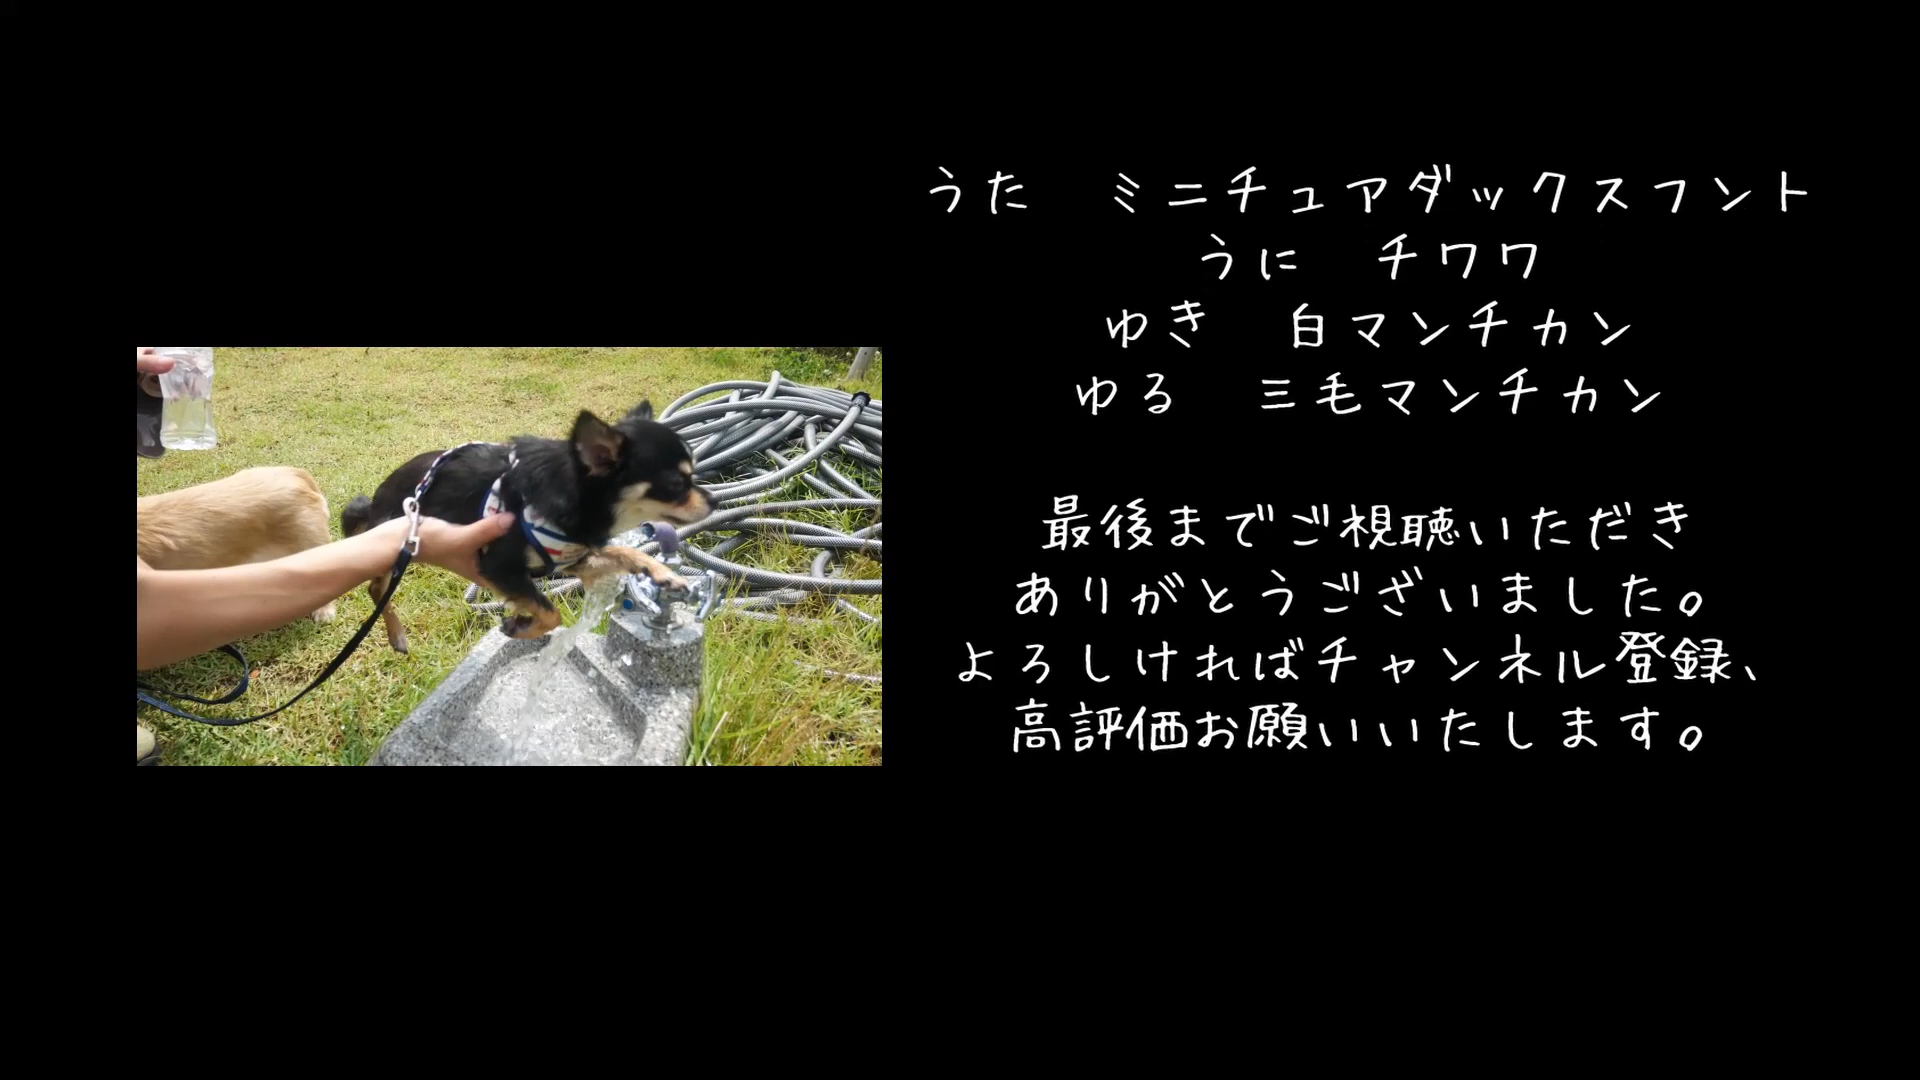 うた　ミニチュアダックスフント
うに　チワワ
ゆき　白マンチカン
ゆる　三毛マンチカン
最後までご視聴いただき
ありがとうございました。
よろしければチャンネル登録、
高評価お願いいたします。